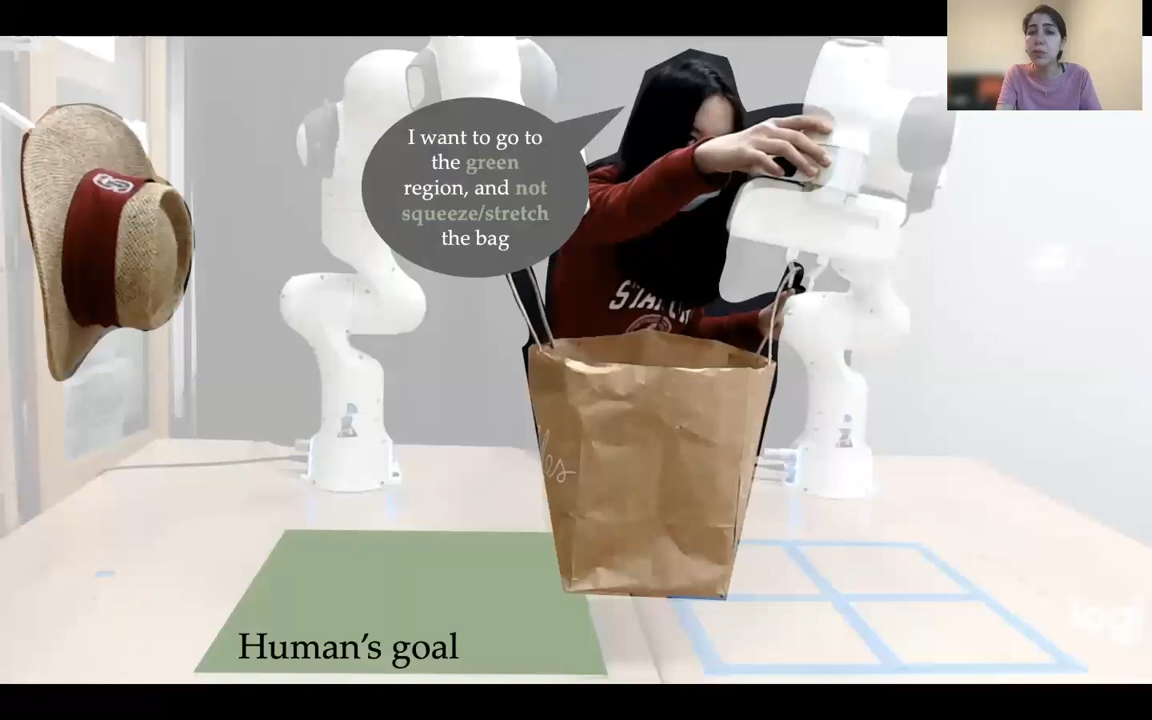 I want to go to
the green
region, and not
squeeze/stretch
the bag
S
Human's goal